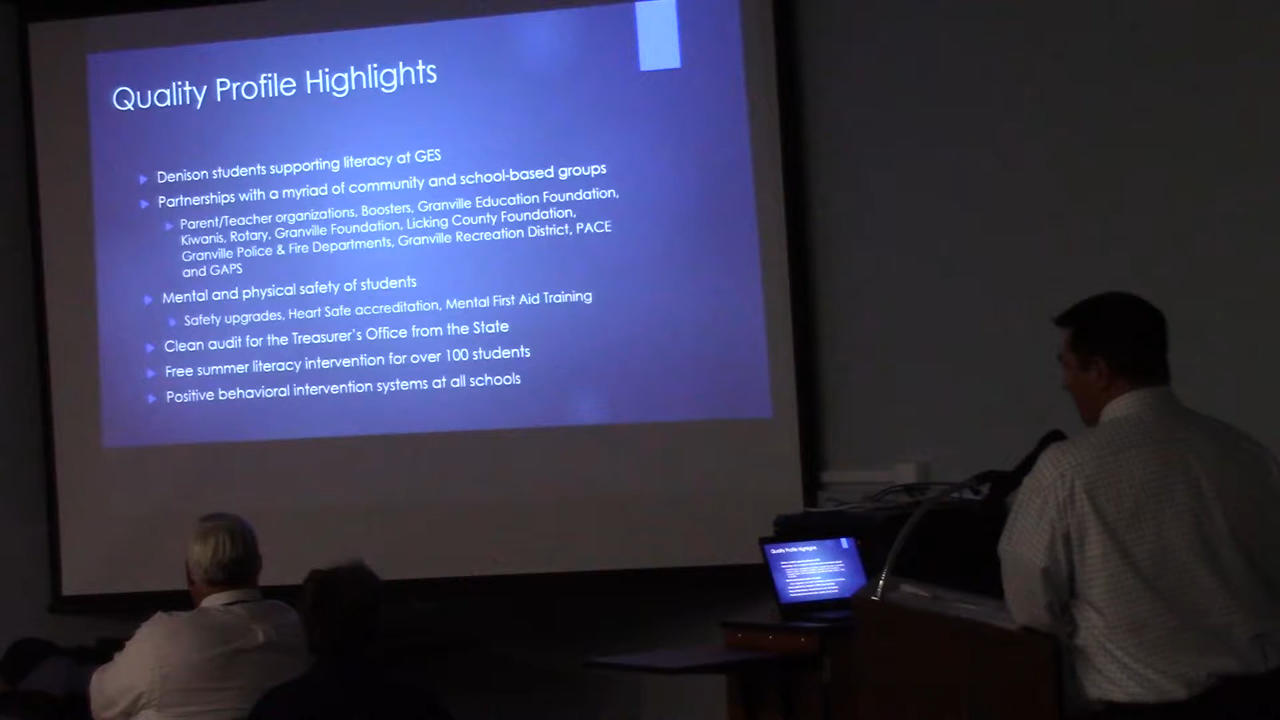 Quality Profile Highlights
Denison students supporting literacy at GES
Partnerships with a myriad of community and school-based groups
Parent/Teacher organizations, Boosters, Granville Education Foundation,
Kiwanis, Rotary, Granville Foundation, Licking County Foundation,
Granville Police & Fire Departments, Granville Recreation District, PACE
and GAPS
Mental and physical safety of students
Safety upgrades, Heart Safe accreditation, Mental First Aid Training
Clean audit for the Treasurer's Office from the State
Free summer literacy intervention for over 100 students
Positive behavioral intervention systems at all schools
Quality Profile Highlights